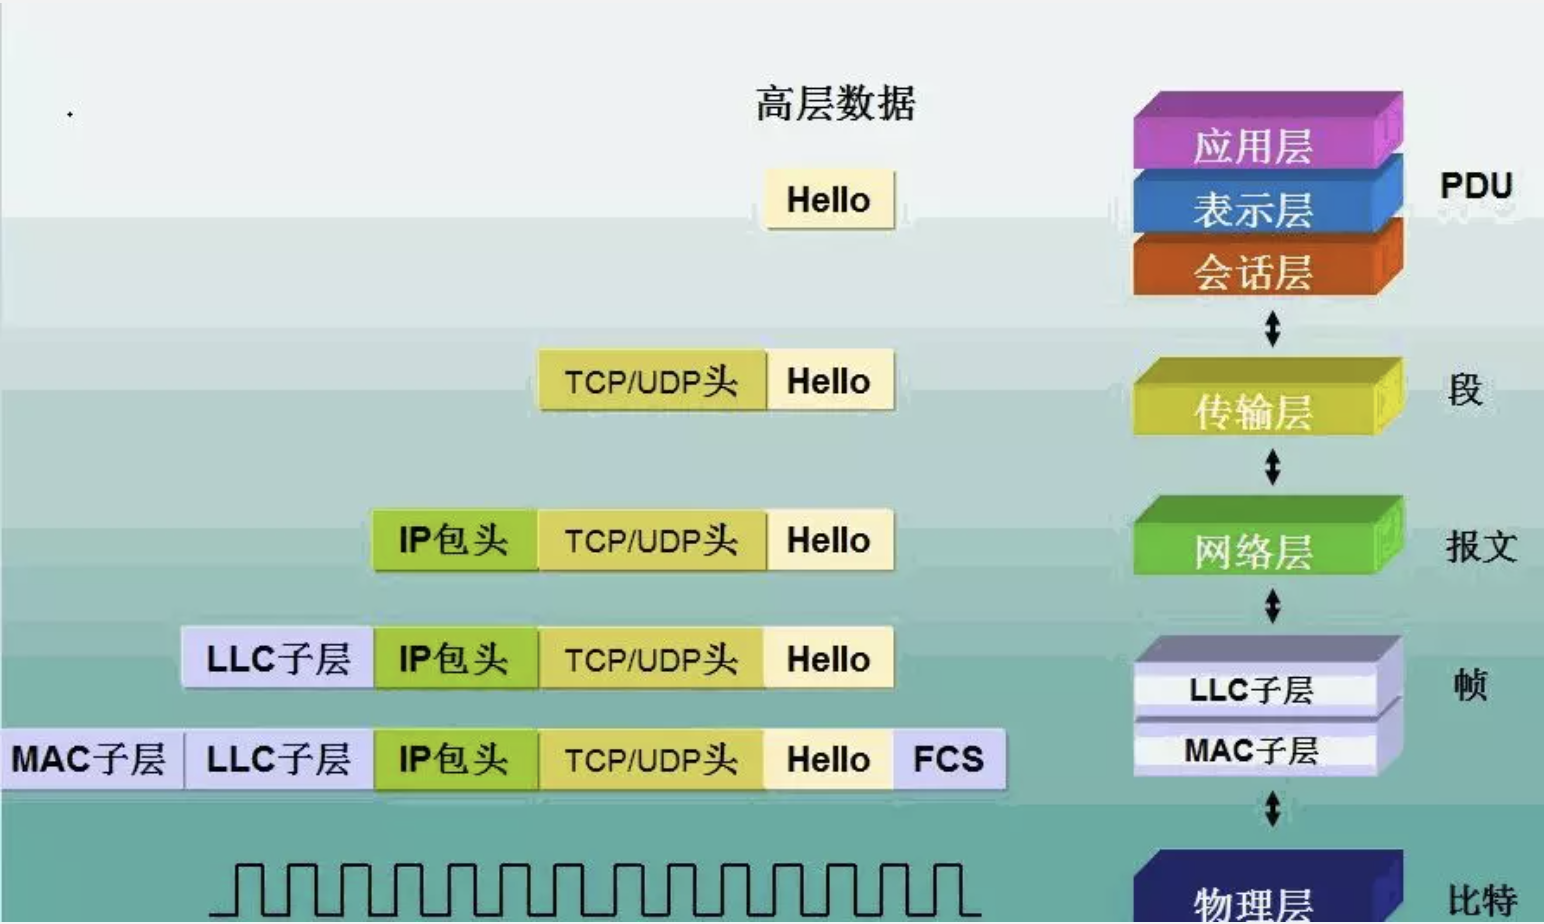 高层数据
应用层
Hello
表示层
PDU
会话层
TCP/UDP头 Hello
传输层
段
IP包头 TCP/UDP头 Hello
网络层
报文
LLC子层 IP包头 TCP/UDP头 Hello
LLC子层
帧
MAC子层 LLC子层 IP包头 TCP/UDP头 Hello FCS
MAC子层
物理层
比特